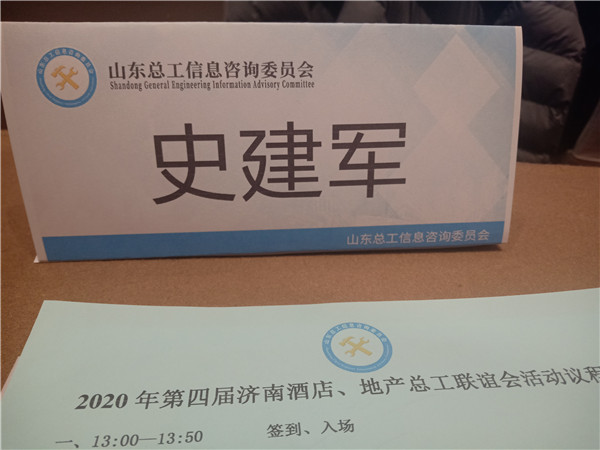 山东总工信息咨询委员会
Shandong General Engineering Information Advisory Committee
史建军
山东总工信息咨询委员会
2020 年第四届济南酒店、地产总工联谊会活动议程
一、13:00—13:50 签到、入场